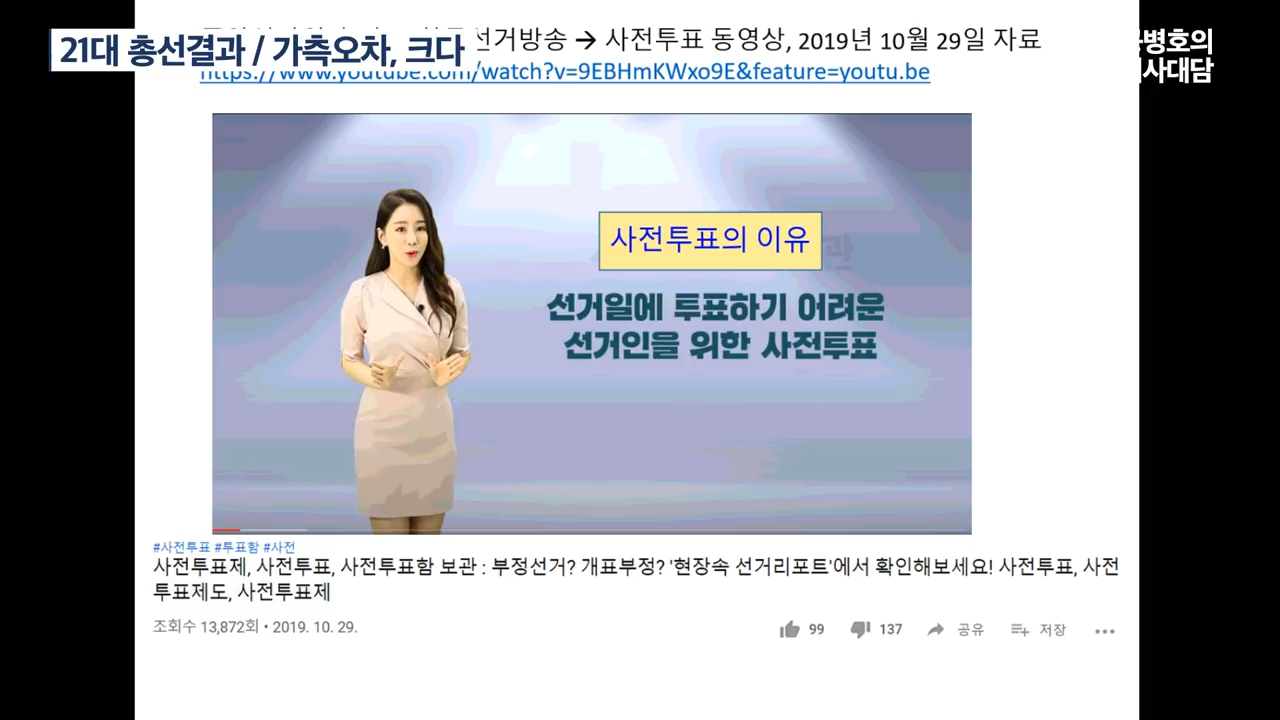 21대 총선결과 / 가측오차, 크다
선거방송 → 사전투표 동영상, 2019년 10월 29일 자료
병호의
사대담
https://www.youtube.com/watch?v=9EBHmKWxo9E&feature=youtu.be
사전투표의 이유
관
선거일에 투표하기 어려운
선거인을 위한 사전투표
#사전투표 #투표함 #사전
사전투표제, 사전투표, 사전투표함 보관 : 부정선거? 개표부정? '현장속 선거리포트'에서 확인해보세요! 사전투표, 사전
투표제도, 사전투표제
조회수 13,872회 • 2019. 10. 29.
99 137 공유 저장